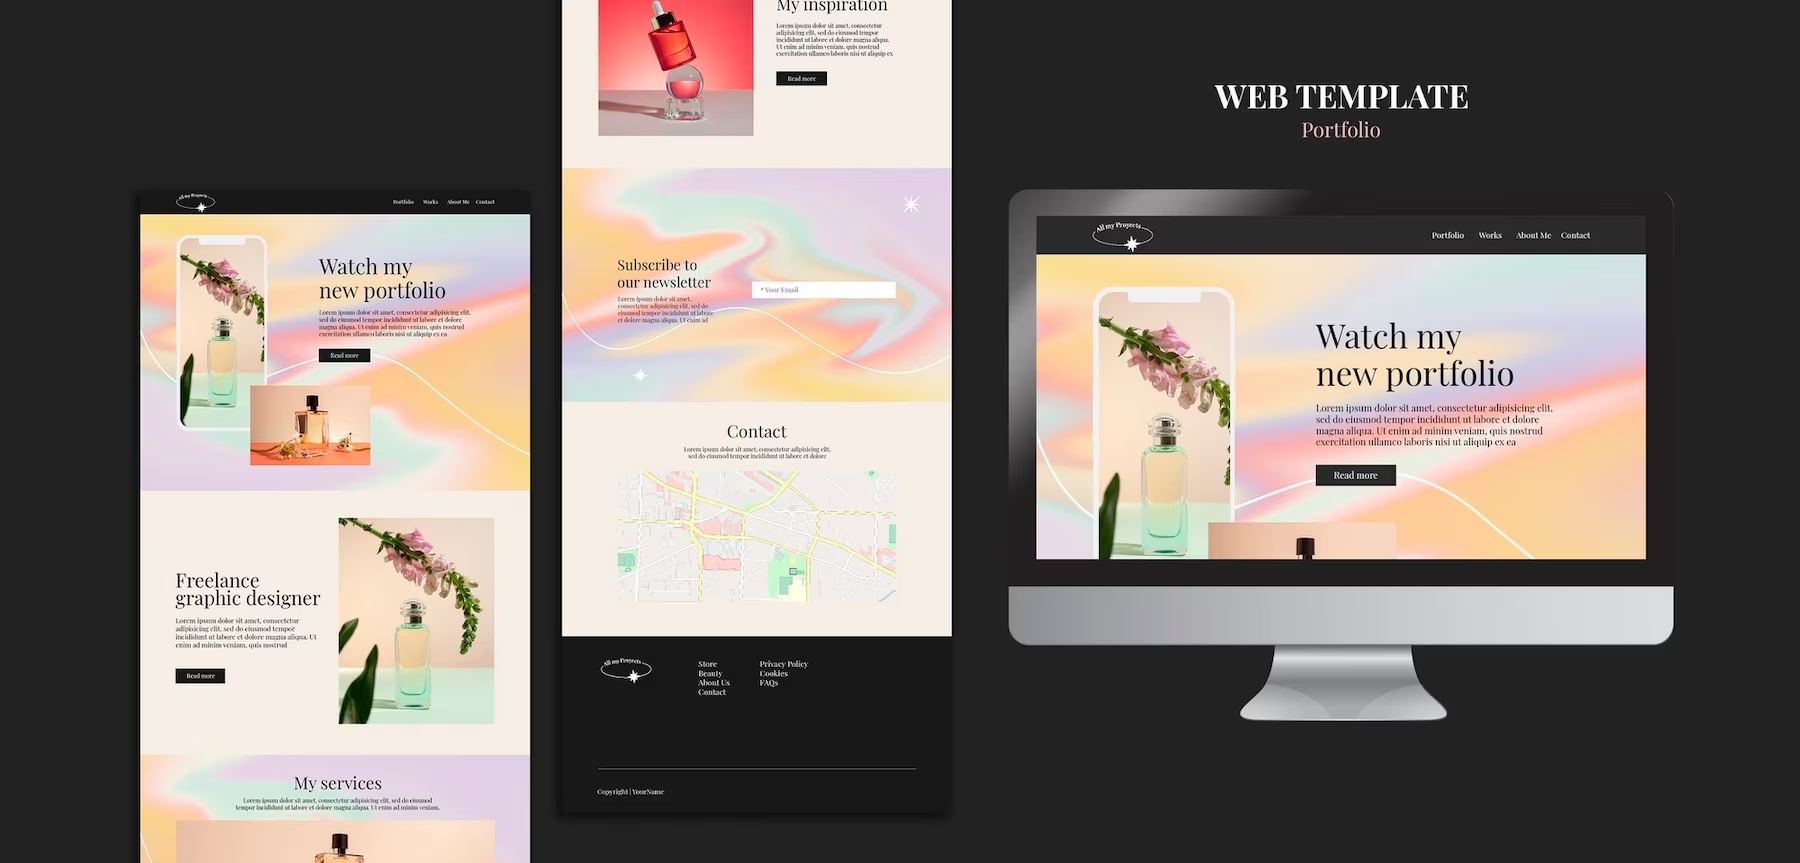 All my Proyects
Portfolio Works About Me Contact
Watch my
new portfolio
Lorem ipsum dolor sit amet, consectetur adipiscing elit,
sed do eiusmod tempor incididunt ut labore et dolore
magna aliqua. Ut enim ad minim veniam, quis nostrud
exercitation ullamco laboris nisi ut aliquip ex ea
Read more
Freelance
graphic designer
Lorem ipsum dolor sit amet, consectetur
adipiscing elit, sed do eiusmod tempor
incididunt ut labore et dolore magna aliqua. Ut
enim ad minim veniam, quis nostrud
Read more
My services
Lorem ipsum dolor sit amet, consectetur adipiscing elit, sed do eiusmod
tempor incididunt ut labore et dolore magna aliqua. Ut enim ad minim veniam,
My inspiration
Lorem ipsum dolor sit amet, consectetur
adipiscing elit, sed do eiusmod tempor
incididunt ut labore et dolore magna aliqua.
Ut enim ad minim veniam, quis nostrud
exercitation ullamco laboris nisi ut aliquip ex
Read more
Subscribe to
our newsletter
Lorem ipsum dolor sit amet,
consectetur adipiscing elit, sed do
eiusmod tempor incididunt ut labore
et dolore magna aliqua. Ut enim ad
* Your Email
Contact
Lorem ipsum dolor sit amet, consectetur adipiscing elit,
sed do eiusmod tempor incididunt ut labore et dolore
All my Proyects
Store
Beauty
About Us
Contact
Privacy Policy
Cookies
FAQs
Copyright | YourName
WEB TEMPLATE
Portfolio
All my Proyects
Portfolio Works About Me Contact
Watch my
new portfolio
Lorem ipsum dolor sit amet, consectetur adipiscing elit,
sed do eiusmod tempor incididunt ut labore et dolore
magna aliqua. Ut enim ad minim veniam, quis nostrud
exercitation ullamco laboris nisi ut aliquip ex ea
Read more